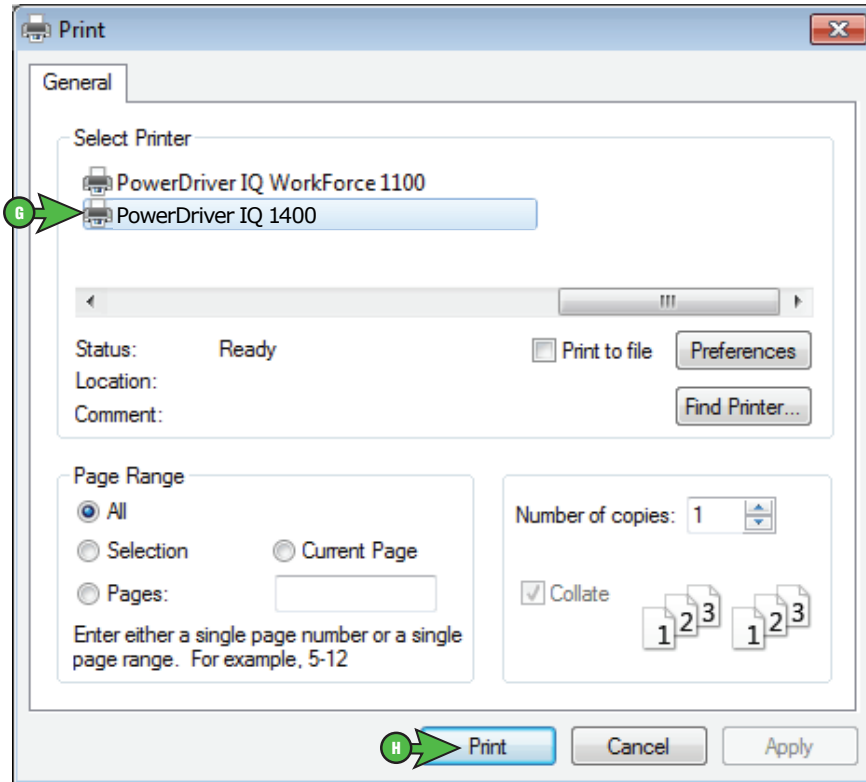 Print
General
Select Printer
PowerDriver IQ WorkForce 1100
G
PowerDriver IQ 1400
Status: Ready
Print to file
Preferences
Location:
Comment:
Find Printer...
Page Range
All
Selection
Current Page
Pages:
Enter either a single page number or a single
page range. For example, 5-12
Number of copies: 1
Collate
1 2 3 1 2 3
H
Print
Cancel
Apply